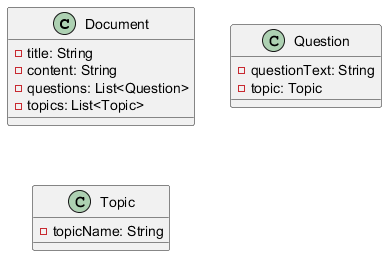 C Document
title: String
content: String
questions: List<Question>
topics: List<Topic>
C Question
questionText: String
topic: Topic
C Topic
topicName: String